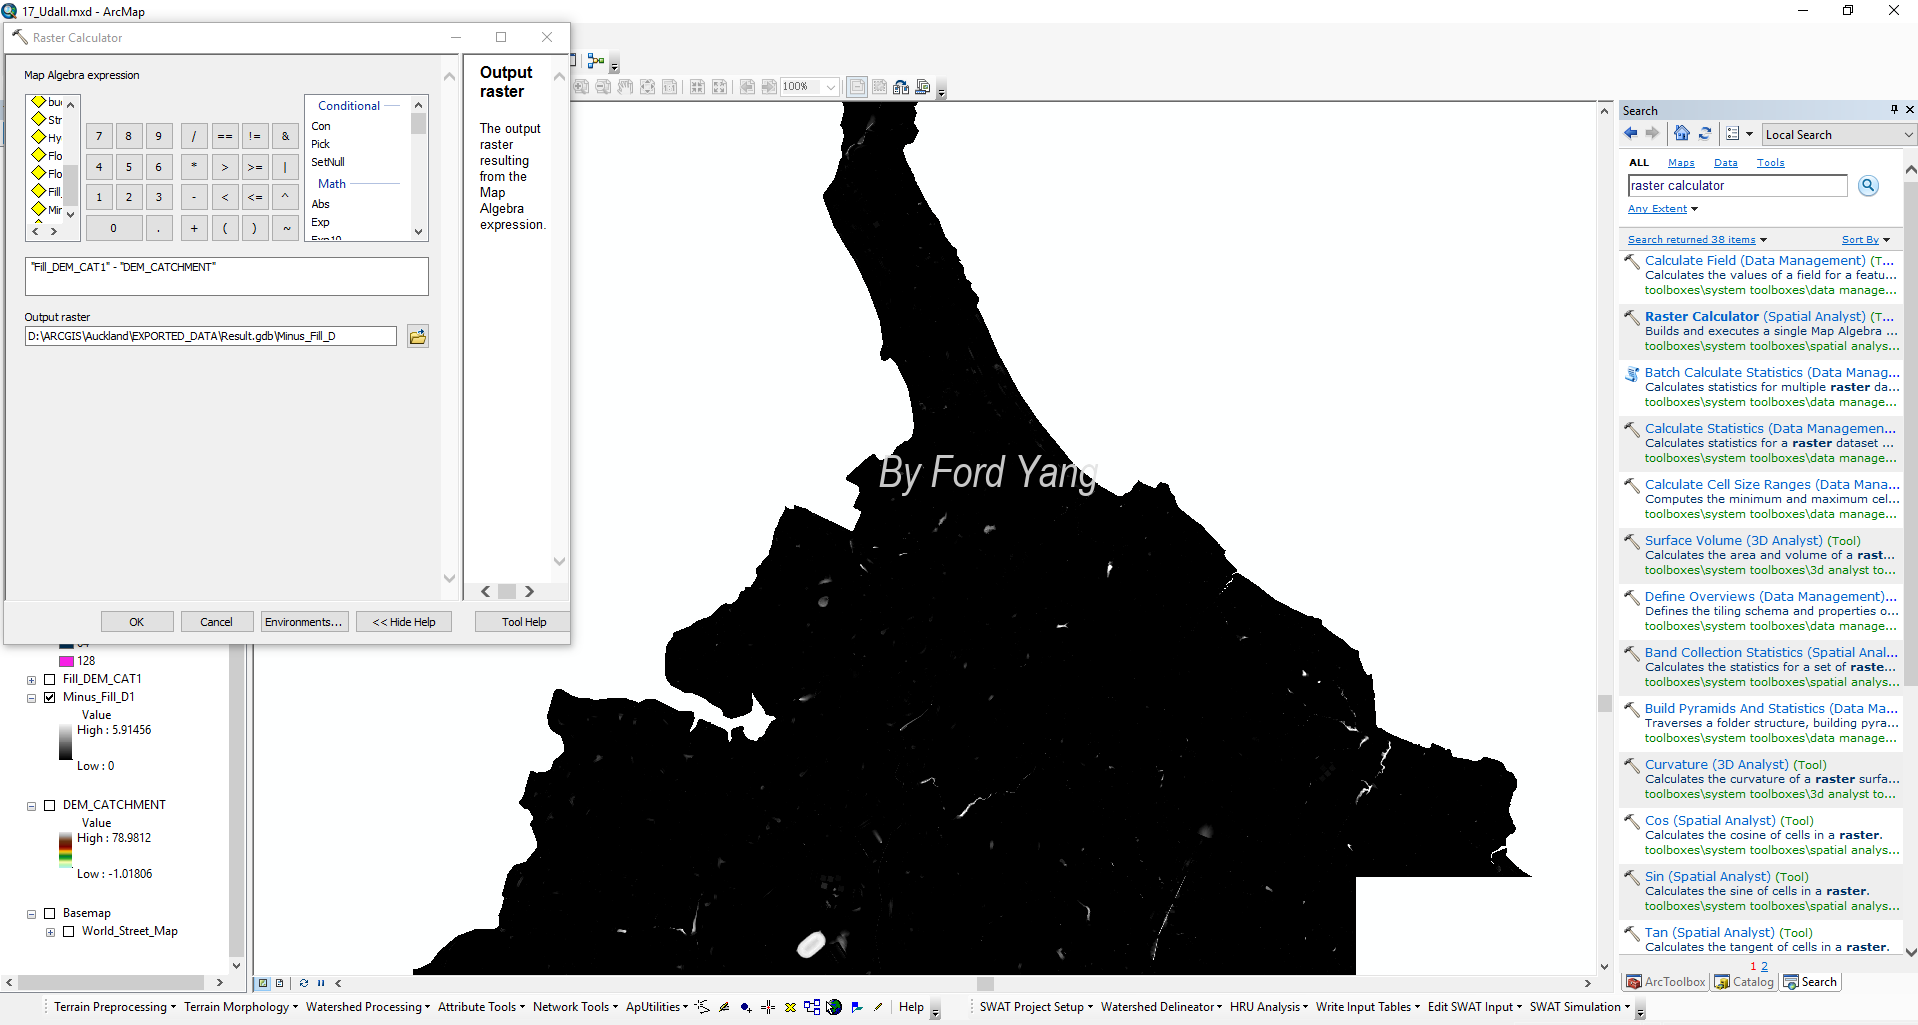 17_Udall.mxd - ArcMap
Raster Calculator
Map Algebra expression
Str
Hy
Flo
Flo
Fill
Mir
7 8 9 / == != &
4 5 6 * > >= |
1 2 3 - < <= ^
0 . + ( ) ~
Conditional
Con
Pick
SetNull
Math
Abs
Exp
Exp10
"Fill_DEM_CAT1" - "DEM_CATCHMENT"
Output raster
D:\ARCGIS\Auckland\EXPORTED_DATA\Result.gdb\Minus_Fill_D
OK Cancel Environments... << Hide Help Tool Help
Output
raster
The output
raster
resulting
from the
Map
Algebra
expression.
100%
By Ford Yang
128
Fill_DEM_CAT1
Minus_Fill_D1
Value
High : 5.91456
Low : 0
DEM_CATCHMENT
Value
High : 78.9812
Low : -1.01806
Basemap
World_Street_Map
Search
Local Search
ALL Maps Data Tools
raster calculator
Any Extent
Search returned 38 items Sort By
Calculate Field (Data Management) (T...
Calculates the values of a field for a featu...
toolboxes\system toolboxes\data manage...
Raster Calculator (Spatial Analyst) (T...
Builds and executes a single Map Algebra ...
toolboxes\system toolboxes\spatial analys...
Batch Calculate Statistics (Data Manag...
Calculates statistics for multiple raster da...
toolboxes\system toolboxes\data manage...
Calculate Statistics (Data Managemen...
Calculates statistics for a raster dataset ...
toolboxes\system toolboxes\data manage...
Calculate Cell Size Ranges (Data Mana...
Computes the minimum and maximum cel...
toolboxes\system toolboxes\data manage...
Surface Volume (3D Analyst) (Tool)
Calculates the area and volume of a rast...
toolboxes\system toolboxes\3d analyst to...
Define Overviews (Data Management)...
Defines the tiling schema and properties o...
toolboxes\system toolboxes\data manage...
Band Collection Statistics (Spatial Anal...
Calculates the statistics for a set of raste...
toolboxes\system toolboxes\spatial analys...
Build Pyramids And Statistics (Data Ma...
Traverses a folder structure, building pyra...
toolboxes\system toolboxes\data manage...
Curvature (3D Analyst) (Tool)
Calculates the curvature of a raster surfa...
toolboxes\system toolboxes\3d analyst to...
Cos (Spatial Analyst) (Tool)
Calculates the cosine of cells in a raster.
toolboxes\system toolboxes\spatial analys...
Sin (Spatial Analyst) (Tool)
Calculates the sine of cells in a raster.
toolboxes\system toolboxes\spatial analys...
Tan (Spatial Analyst) (Tool)
Calculates the tangent of cells in a raster.
1 2
ArcToolbox Catalog Search
Terrain Preprocessing Terrain Morphology Watershed Processing Attribute Tools Network Tools ApUtilities Help SWAT Project Setup Watershed Delineator HRU Analysis Write Input Tables Edit SWAT Input SWAT Simulation